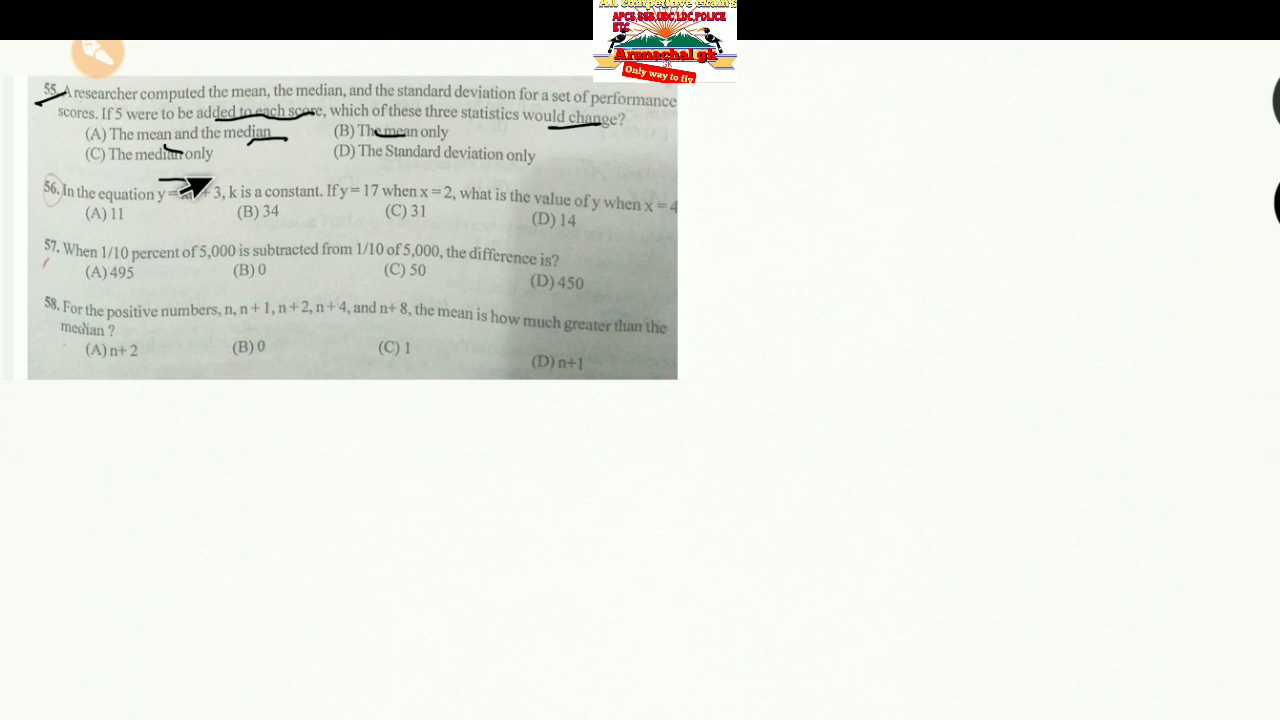 All competitive exams
APCS,SSB,UDC,LDC,POLICE
ETC
Arunachal gk
GK
Only way to fly
55. A researcher computed the mean, the median, and the standard deviation for a set of performance
scores. If 5 were to be added to each score, which of these three statistics would change?
(A) The mean and the median (B) The mean only
(C) The median only (D) The Standard deviation only
56. In the equation y = + 3, k is a constant. If y = 17 when x = 2, what is the value of y when x = 4
(A) 11 (B) 34 (C) 31 (D) 14
57. When 1/10 percent of 5,000 is subtracted from 1/10 of 5,000, the difference is?
(A) 495 (B) 0 (C) 50 (D) 450
58. For the positive numbers, n, n + 1, n + 2, n + 4, and n+ 8, the mean is how much greater than the
median ?
(A) n+ 2 (B) 0 (C) 1 (D) n+1